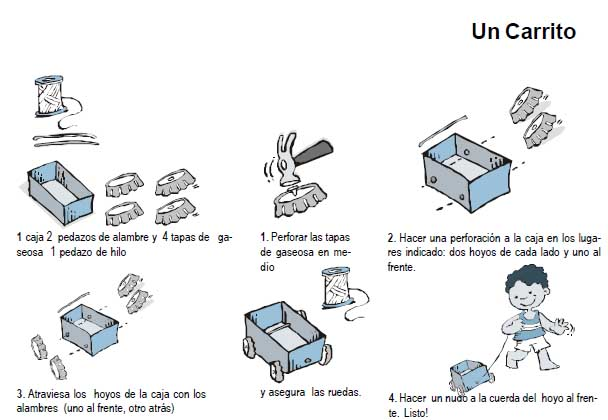 Un Carrito
1 caja 2 pedazos de alambre y 4 tapas de ga-
seosa 1 pedazo de hilo
1. Perforar las tapas
de gaseosa en me-
dio
2. Hacer una perforación a la caja en los luga-
res indicado: dos hoyos de cada lado y uno al
frente.
3. Atraviesa los hoyos de la caja con los
alambres (uno al frente, otro atrás)
y asegura las ruedas.
4. Hacer un nudo a la cuerda del hoyo al fren-
te. Listo!